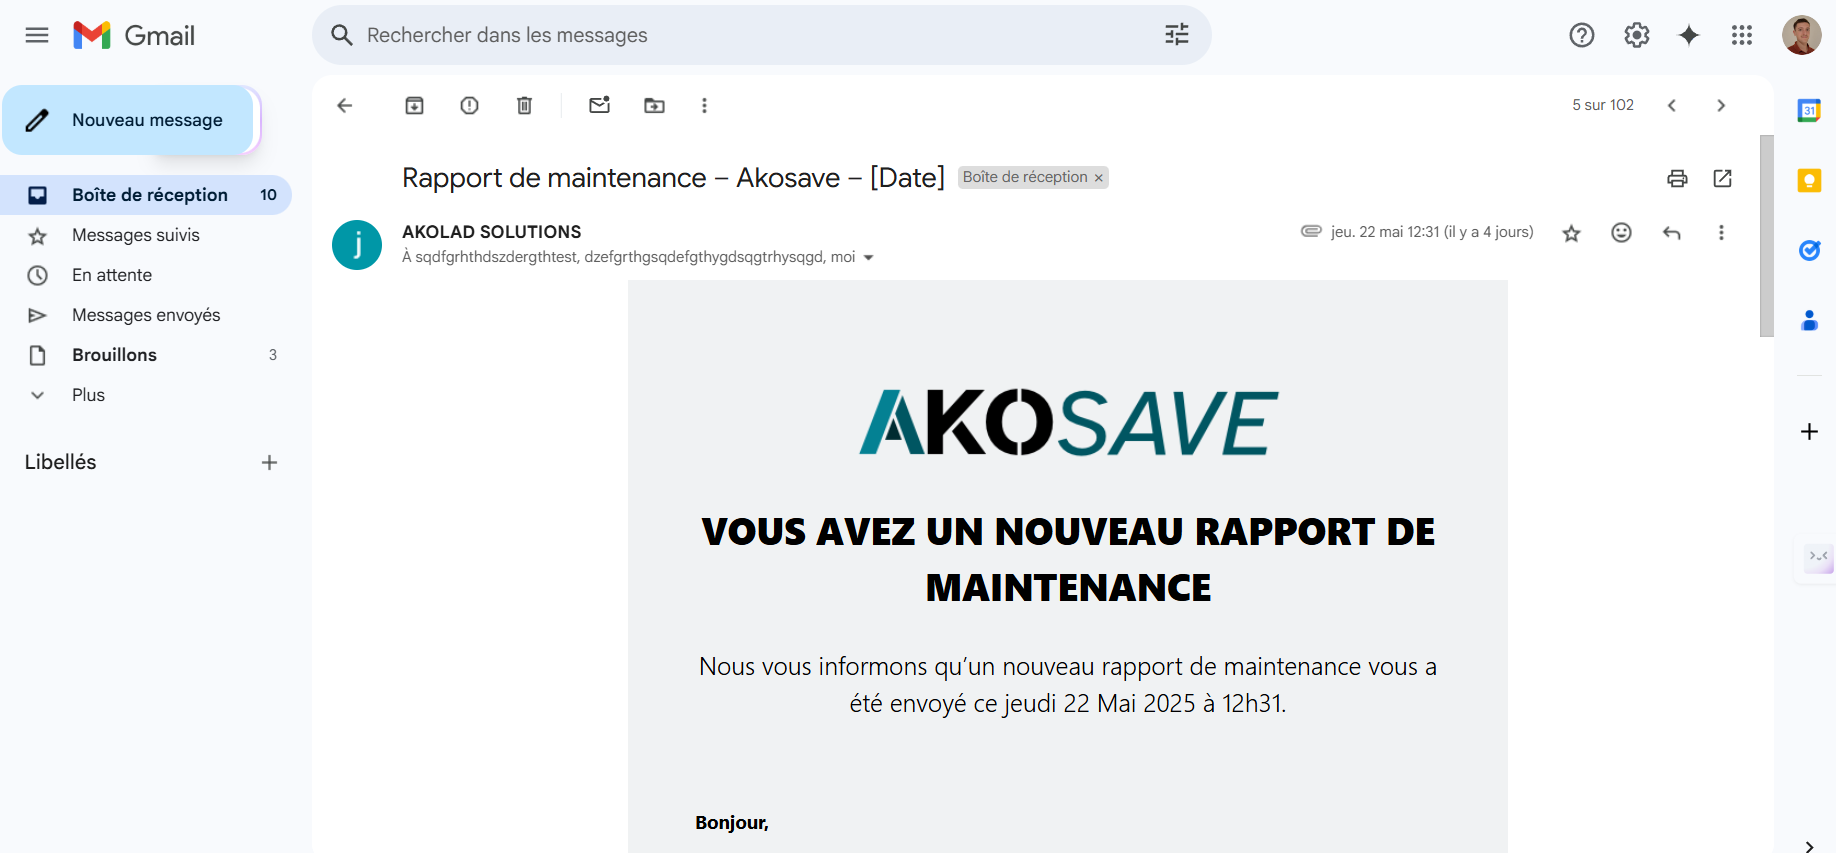 Gmail
Rechercher dans les messages
Nouveau message
5 sur 102
31
Rapport de maintenance – Akosave – [Date]
Boîte de réception ×
Boîte de réception 10
Messages suivis
En attente
Messages envoyés
Brouillons 3
Plus
Libellés
j
AKOLAD SOLUTIONS
jeu. 22 mai 12:31 (il y a 4 jours)
À sqdfgrhthdszdergthtest, dzefgrthgsqdefgthygdsqgtrhysqgd, moi
AKOSAVE
VOUS AVEZ UN NOUVEAU RAPPORT DE
MAINTENANCE
Nous vous informons qu’un nouveau rapport de maintenance vous a
été envoyé ce jeudi 22 Mai 2025 à 12h31.
Bonjour,